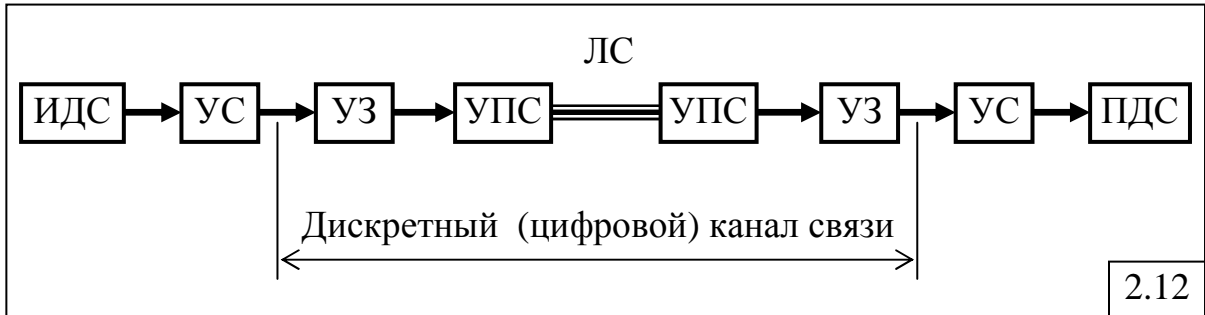 ЛС
ИДС УС УЗ УПС УПС УЗ УС ПДС
Дискретный (цифровой) канал связи
2.12